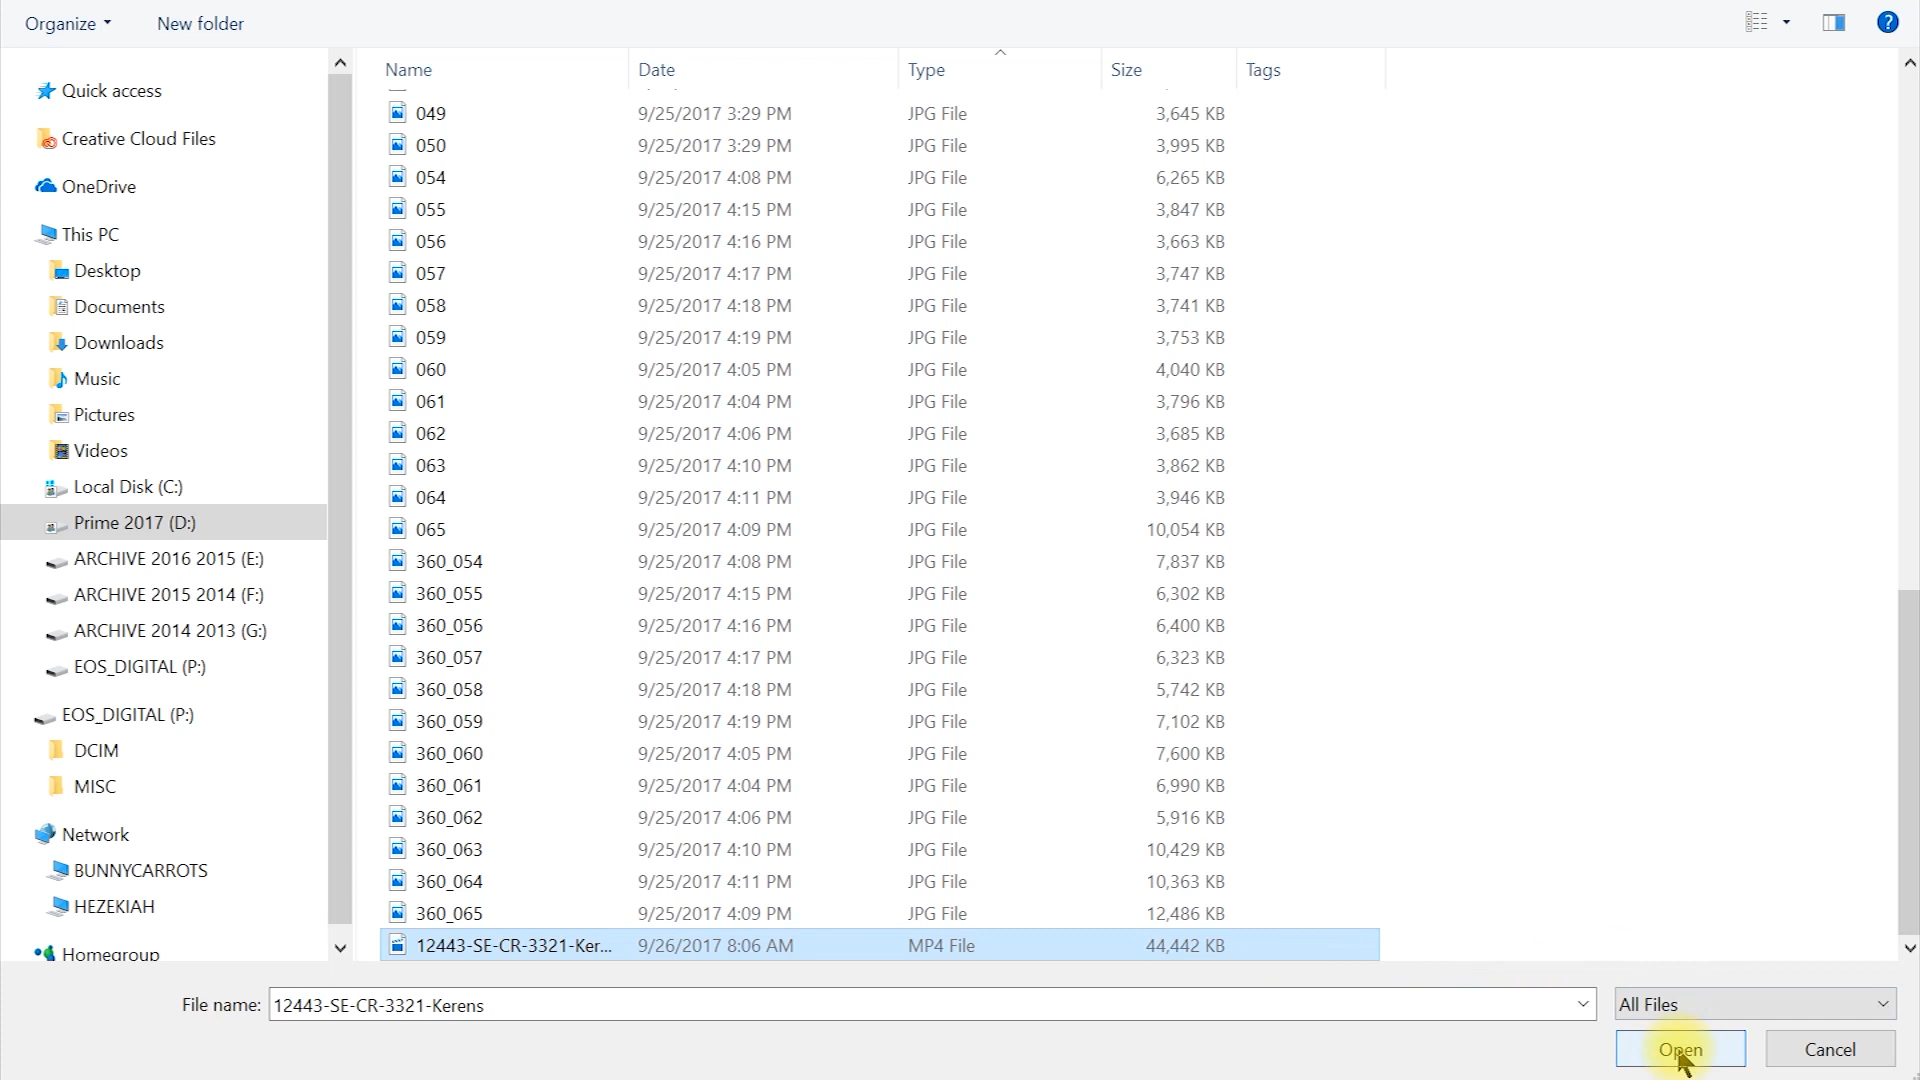 Organize New folder
Name Date Type Size Tags
Quick access
Creative Cloud Files
OneDrive
This PC
Desktop
Documents
Downloads
Music
Pictures
Videos
Local Disk (C:)
Prime 2017 (D:)
ARCHIVE 2016 2015 (E:)
ARCHIVE 2015 2014 (F:)
ARCHIVE 2014 2013 (G:)
EOS_DIGITAL (P:)
EOS_DIGITAL (P:)
DCIM
MISC
Network
BUNNYCARROTS
HEZEKIAH
Homegroup
049 9/25/2017 3:29 PM JPG File 3,645 KB
050 9/25/2017 3:29 PM JPG File 3,995 KB
054 9/25/2017 4:08 PM JPG File 6,265 KB
055 9/25/2017 4:15 PM JPG File 3,847 KB
056 9/25/2017 4:16 PM JPG File 3,663 KB
057 9/25/2017 4:17 PM JPG File 3,747 KB
058 9/25/2017 4:18 PM JPG File 3,741 KB
059 9/25/2017 4:19 PM JPG File 3,753 KB
060 9/25/2017 4:05 PM JPG File 4,040 KB
061 9/25/2017 4:04 PM JPG File 3,796 KB
062 9/25/2017 4:06 PM JPG File 3,685 KB
063 9/25/2017 4:10 PM JPG File 3,862 KB
064 9/25/2017 4:11 PM JPG File 3,946 KB
065 9/25/2017 4:09 PM JPG File 10,054 KB
360_054 9/25/2017 4:08 PM JPG File 7,837 KB
360_055 9/25/2017 4:15 PM JPG File 6,302 KB
360_056 9/25/2017 4:16 PM JPG File 6,400 KB
360_057 9/25/2017 4:17 PM JPG File 6,323 KB
360_058 9/25/2017 4:18 PM JPG File 5,742 KB
360_059 9/25/2017 4:19 PM JPG File 7,102 KB
360_060 9/25/2017 4:05 PM JPG File 7,600 KB
360_061 9/25/2017 4:04 PM JPG File 6,990 KB
360_062 9/25/2017 4:06 PM JPG File 5,916 KB
360_063 9/25/2017 4:10 PM JPG File 10,429 KB
360_064 9/25/2017 4:11 PM JPG File 10,363 KB
360_065 9/25/2017 4:09 PM JPG File 12,486 KB
12443-SE-CR-3321-Ker... 9/26/2017 8:06 AM MP4 File 44,442 KB
File name: 12443-SE-CR-3321-Kerens All Files
Open Cancel